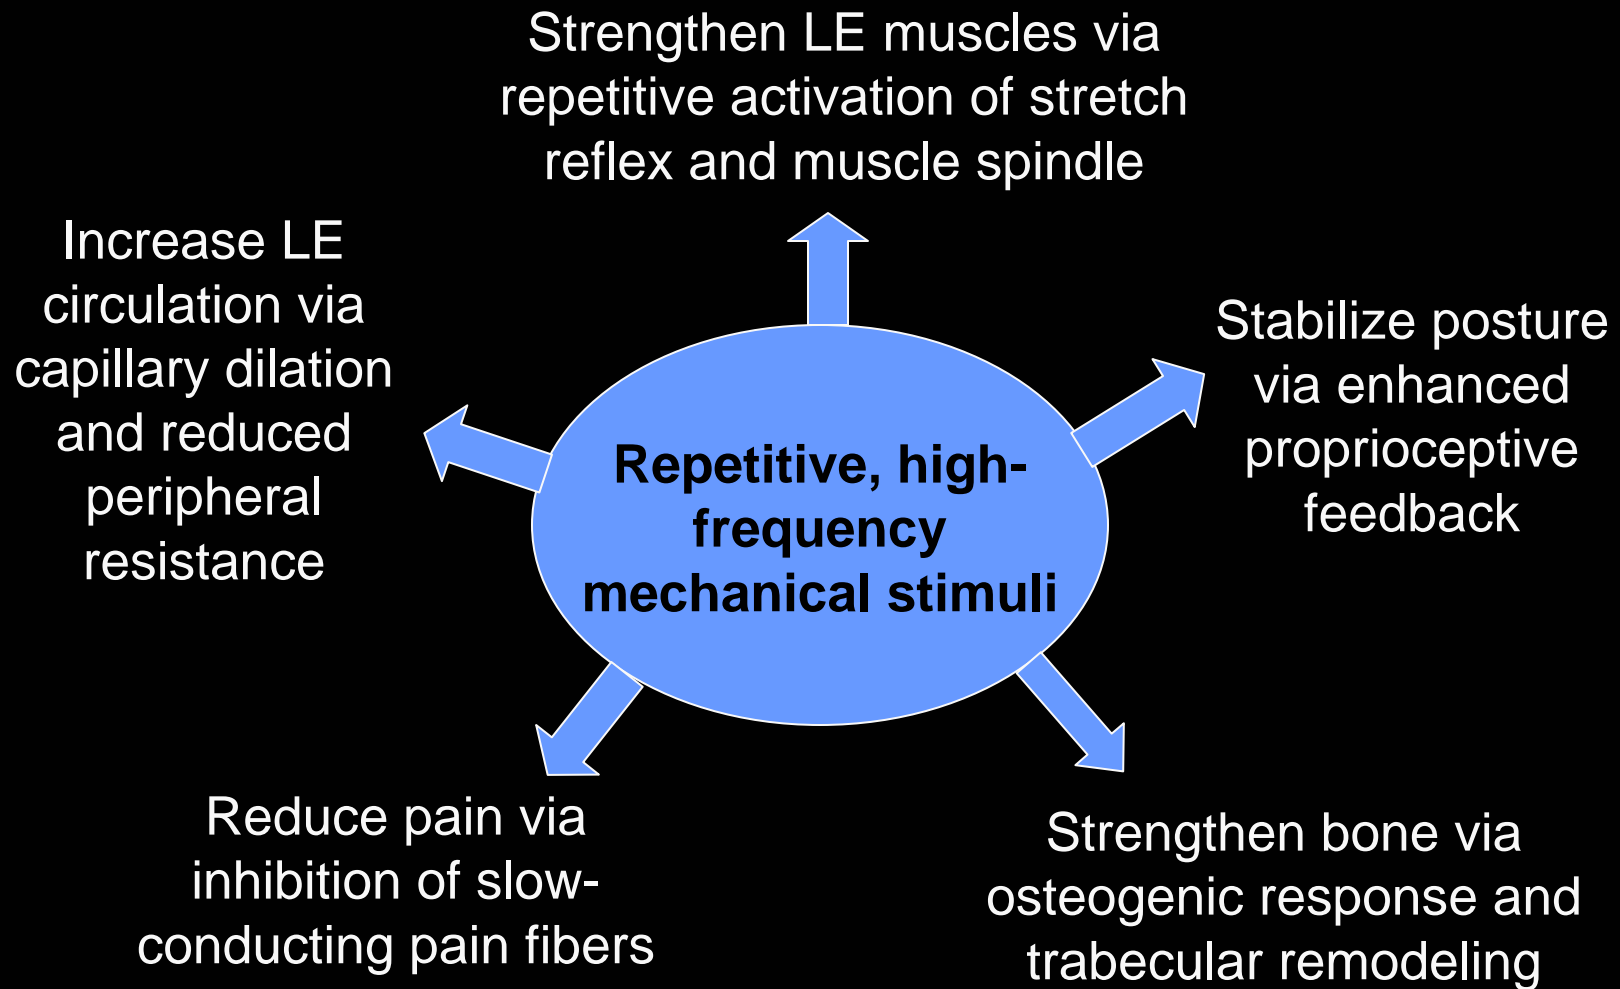 Strengthen LE muscles via
repetitive activation of stretch
reflex and muscle spindle
Increase LE
circulation via
capillary dilation
and reduced
peripheral
resistance
Stabilize posture
via enhanced
proprioceptive
feedback
Repetitive, high-
frequency
mechanical stimuli
Reduce pain via
inhibition of slow-
conducting pain fibers
Strengthen bone via
osteogenic response and
trabecular remodeling